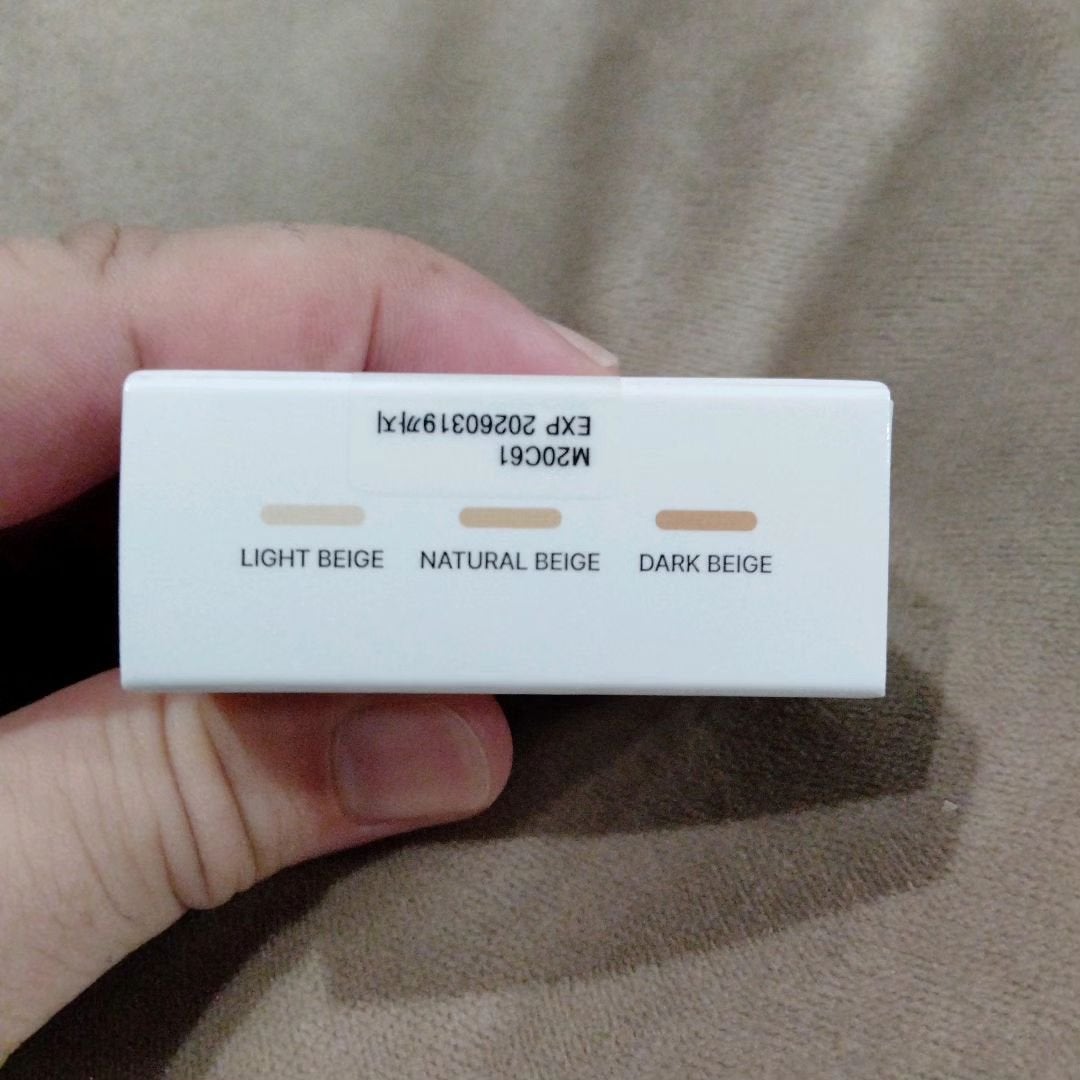 EXP 20260319까지
M20C61
LIGHT BEIGE NATURAL BEIGE DARK BEIGE